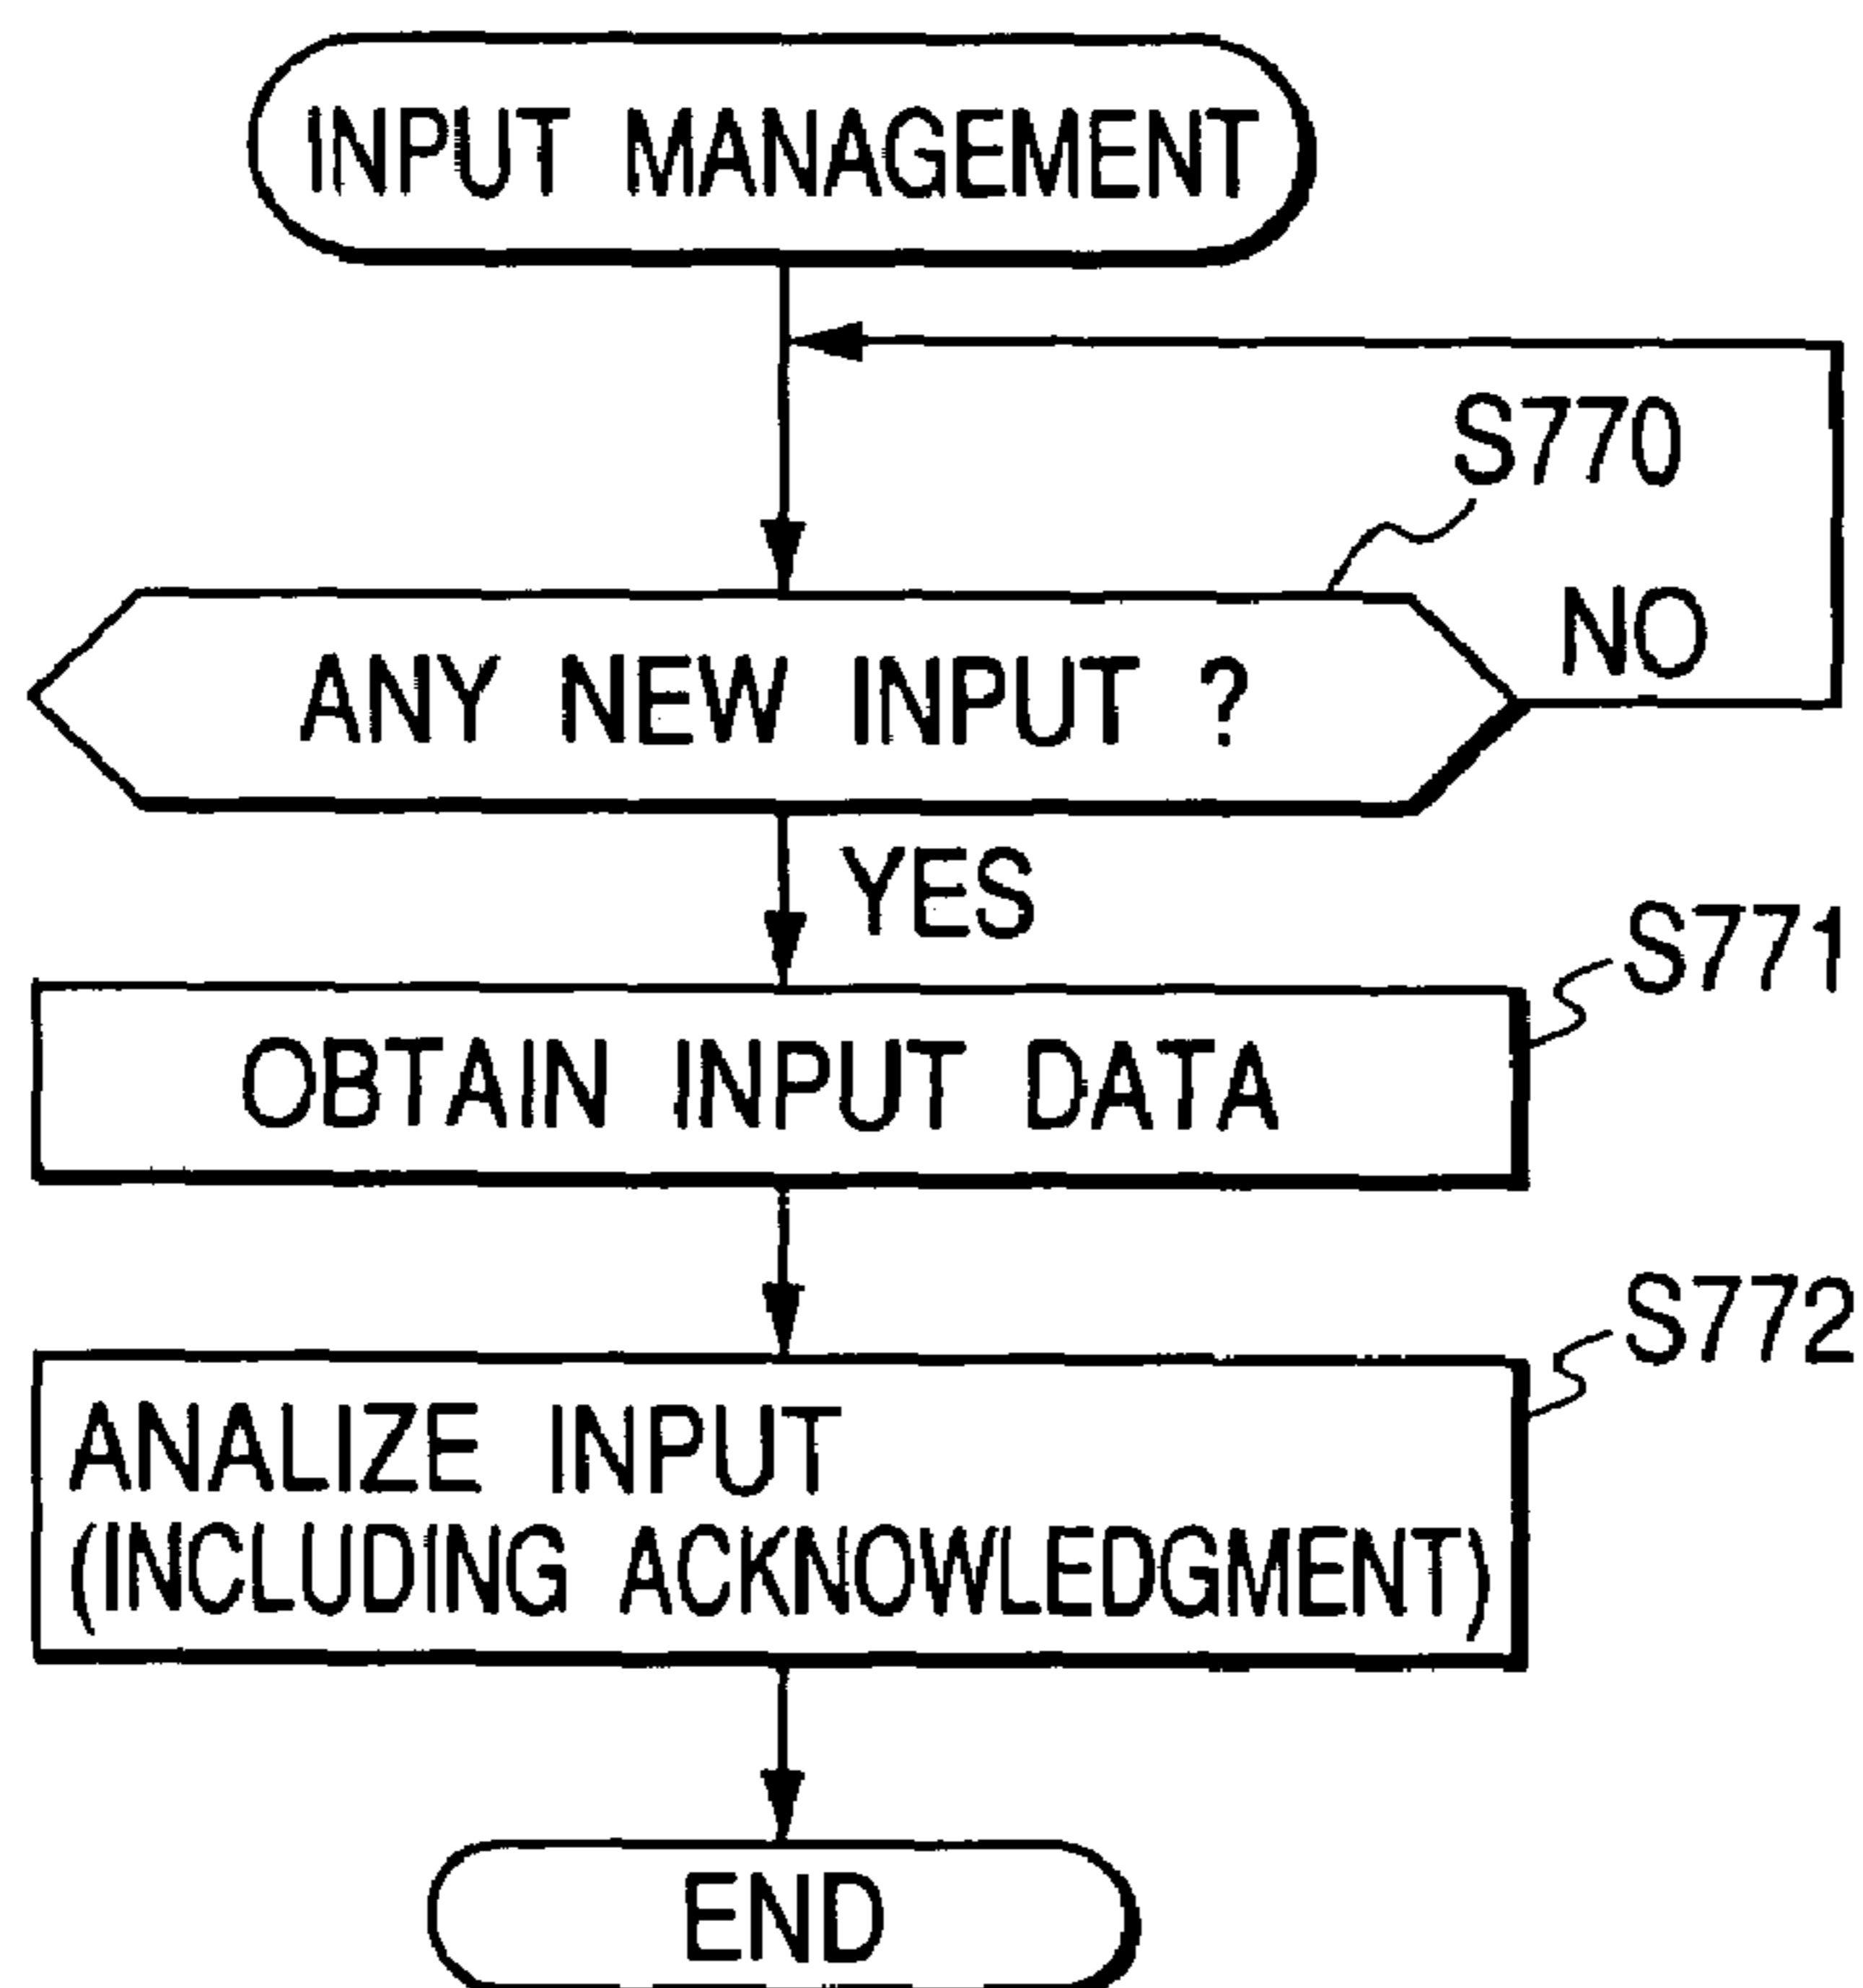 INPUT MANAGEMENT
S770
ANY NEW INPUT ?
NO
YES
S771
OBTAIN INPUT DATA
S772
ANALIZE INPUT
(INCLUDING ACKNOWLEDGMENT)
END